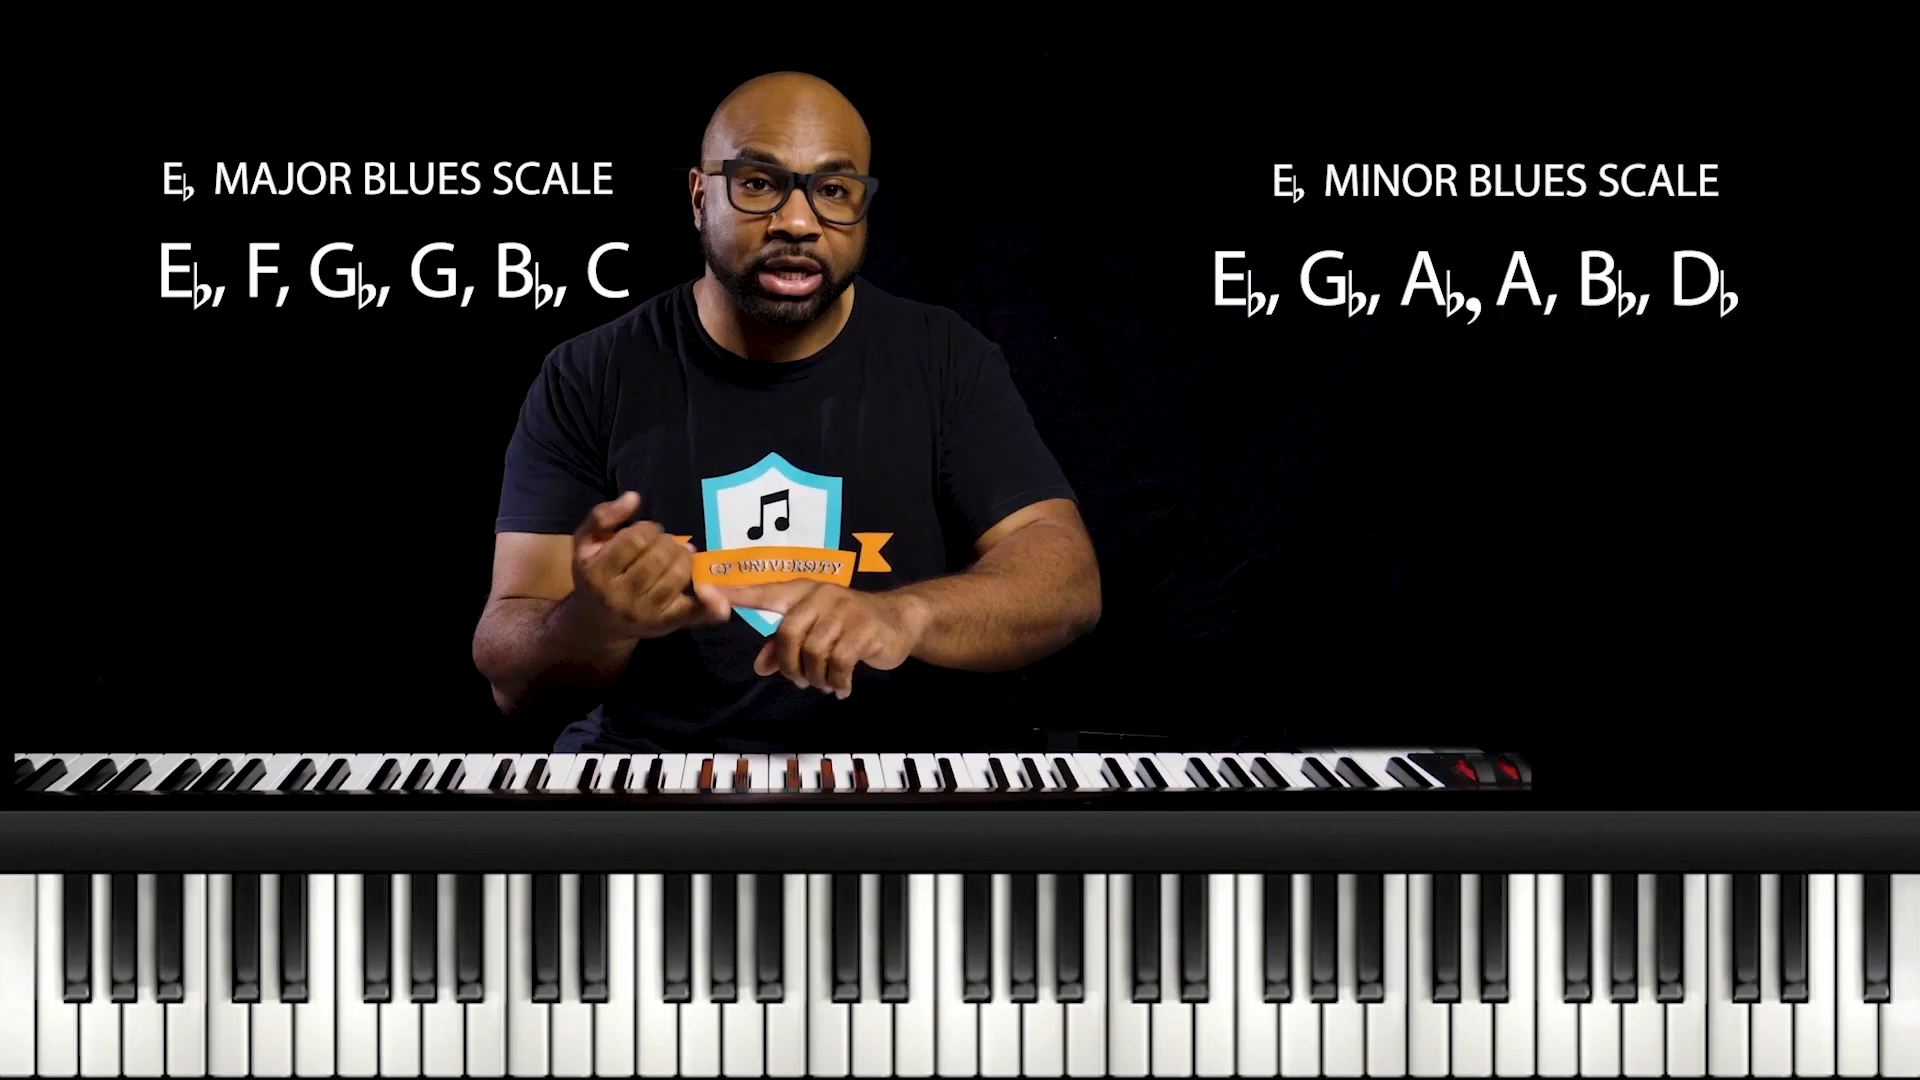 E♭ MAJOR BLUES SCALE
E♭, F, G♭, G, B♭, C
E♭ MINOR BLUES SCALE
E♭, G♭, A♭, A, B♭, D♭
GP UNIVERSITY